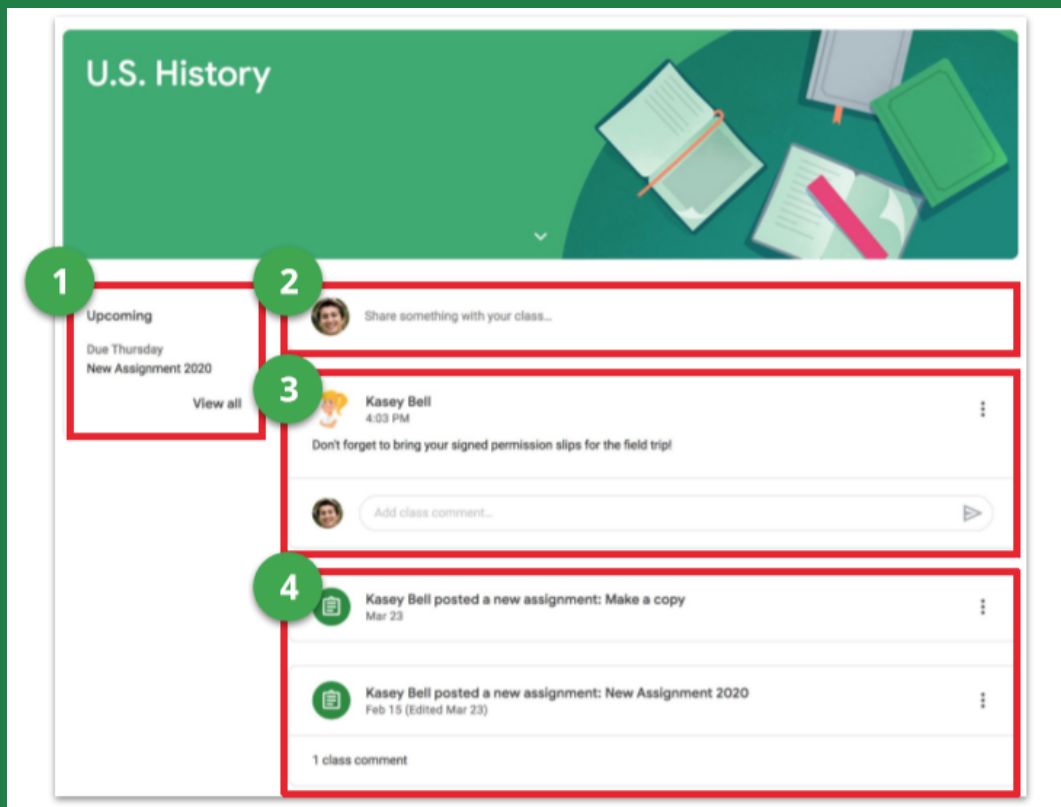 U.S. History
1
Upcoming
Due Thursday
New Assignment 2020
View all
2
Share something with your class...
3
Kasey Bell
4:03 PM
Don't forget to bring your signed permission slips for the field trip!
Add class comment...
4
Kasey Bell posted a new assignment: Make a copy
Mar 23
Kasey Bell posted a new assignment: New Assignment 2020
Feb 15 (Edited Mar 23)
1 class comment